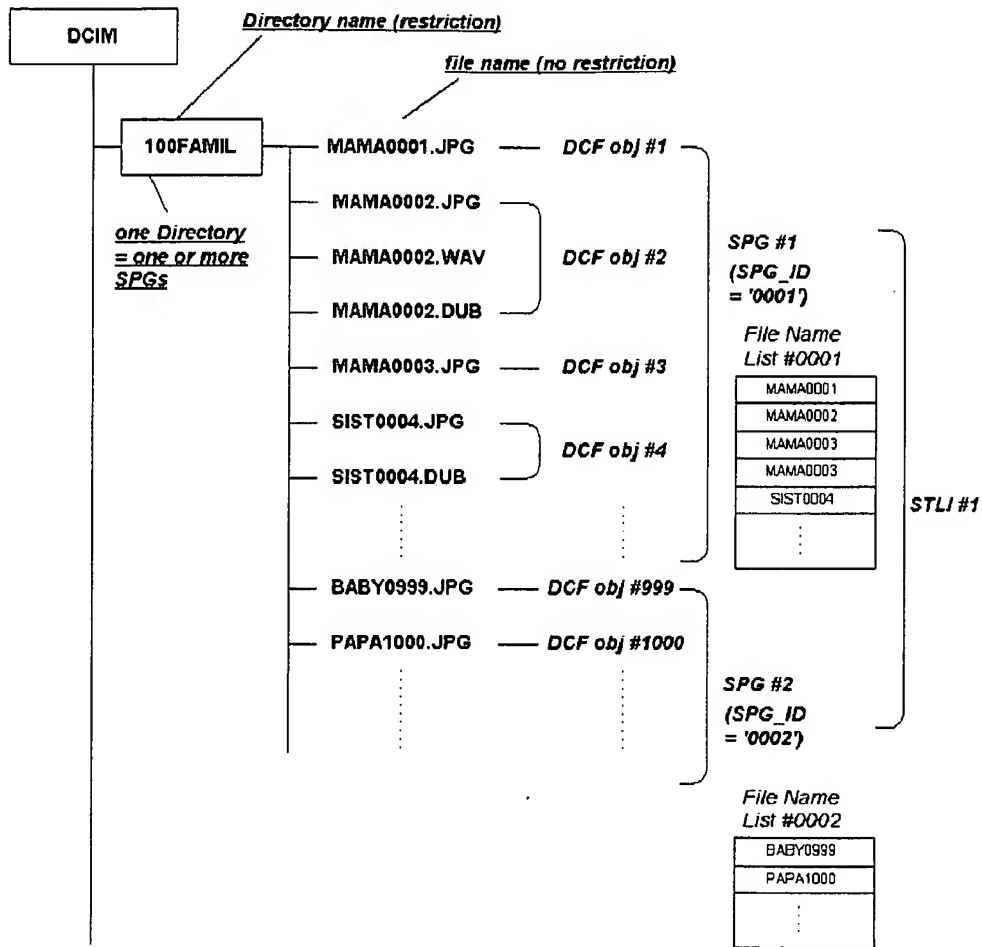 DCIM
Directory name (restriction)
file name (no restriction)
100FAMIL
one Directory
= one or more
SPGs
MAMA0001.JPG
DCF obj #1
MAMA0002.JPG
MAMA0002.WAV
DCF obj #2
MAMA0002.DUB
MAMA0003.JPG
DCF obj #3
SIST0004.JPG
DCF obj #4
SIST0004.DUB
BABY0999.JPG
DCF obj #999
PAPA1000.JPG
DCF obj #1000
SPG #1
(SPG_ID
= '0001')
File Name
List #0001
MAMA0001
MAMA0002
MAMA0003
MAMA0003
SIST0004
STLI #1
SPG #2
(SPG_ID
= '0002')
File Name
List #0002
BABY0999
PAPA1000